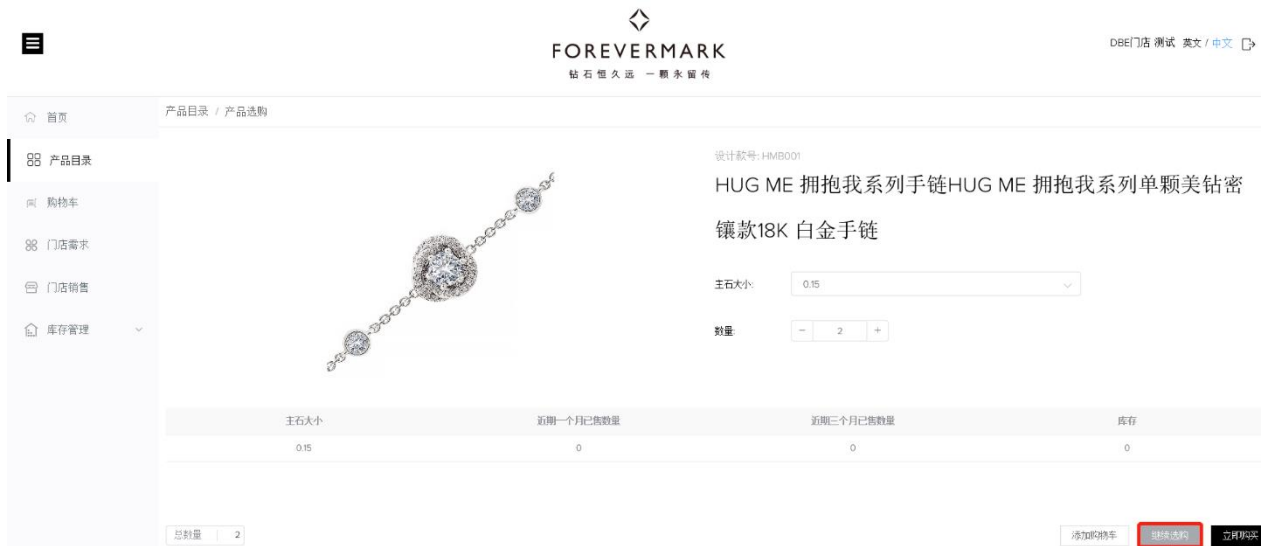 FOREVERMARK
钻石恒久远 一颗永留传
DBE门店 测试 英文 / 中文
首页
产品目录
购物车
门店需求
门店销售
库存管理
产品目录 / 产品选购
设计款号: HMB001
HUG ME 拥抱我系列手链HUG ME 拥抱我系列单颗美钻密
镶款18K 白金手链
主石大小: 0.15
数量: - 2 +
主石大小 近期一个月已售数量 近期三个月已售数量 库存
0.15 0 0 0
总数量 2
添加购物车 继续选购 立即购买